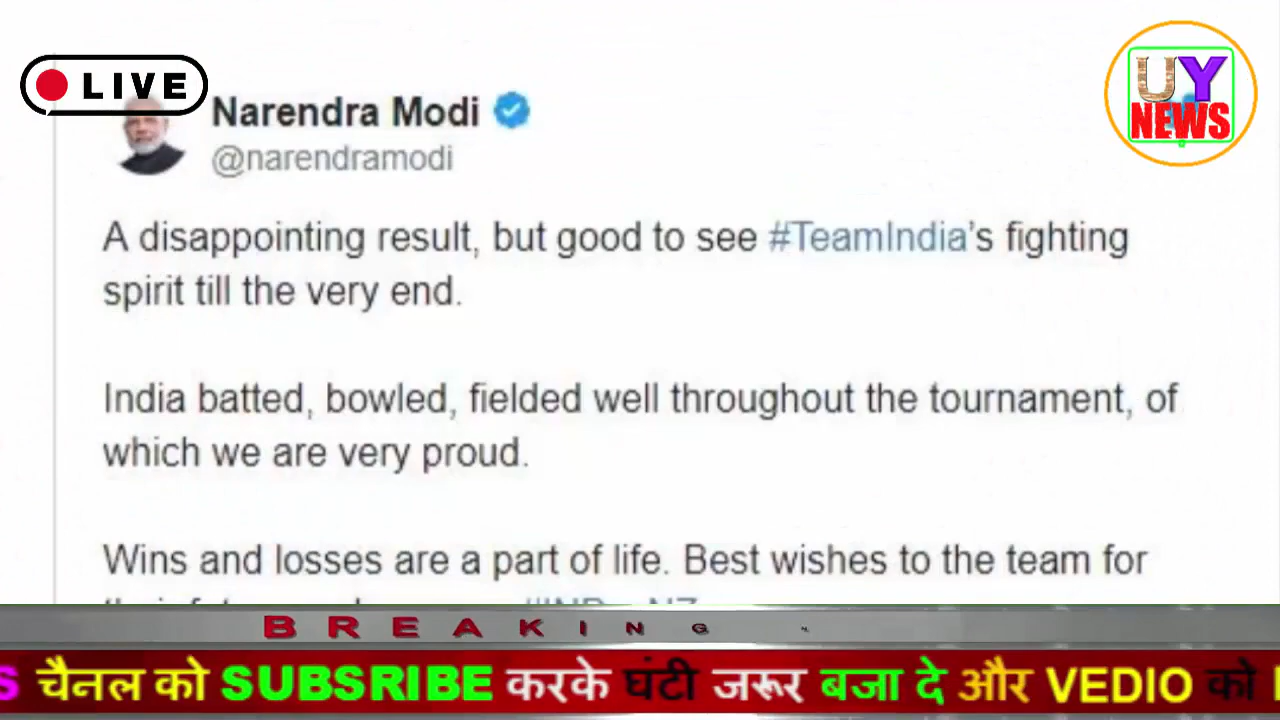 LIVE
UY
NEWS
Narendra Modi
@narendramodi
A disappointing result, but good to see #TeamIndia's fighting
spirit till the very end.
India batted, bowled, fielded well throughout the tournament, of
which we are very proud.
Wins and losses are a part of life. Best wishes to the team for
BREAKING
S चैनल को SUBSRIBE करके घंटी जरूर बजा दे और VEDIO को